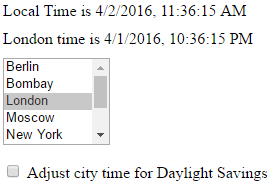 Local Time is 4/2/2016, 11:36:15 AM
London time is 4/1/2016, 10:36:15 PM
Berlin
Bombay
London
Moscow
New York
Adjust city time for Daylight Savings